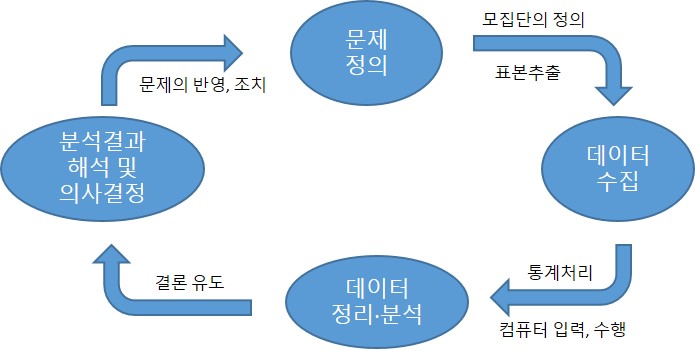 문제
정의
모집단의 정의
표본추출
데이터
수집
통계처리
컴퓨터 입력, 수행
데이터
정리·분석
결론 유도
분석결과
해석 및
의사결정
문제의 반영, 조치